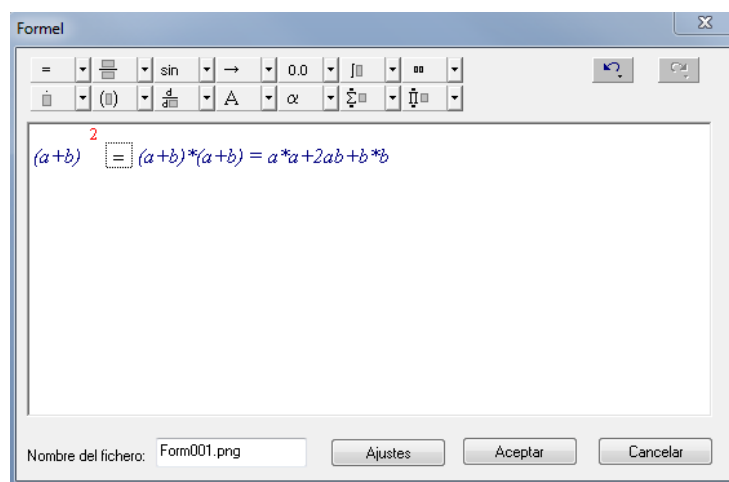 Formel
= sin → 0.0 ∫
(▯) d/d▯ A α Σ▯ Π▯
(a+b)² = (a+b)*(a+b) = a*a+2ab+b*b
Nombre del fichero: Form001.png Ajustes Aceptar Cancelar